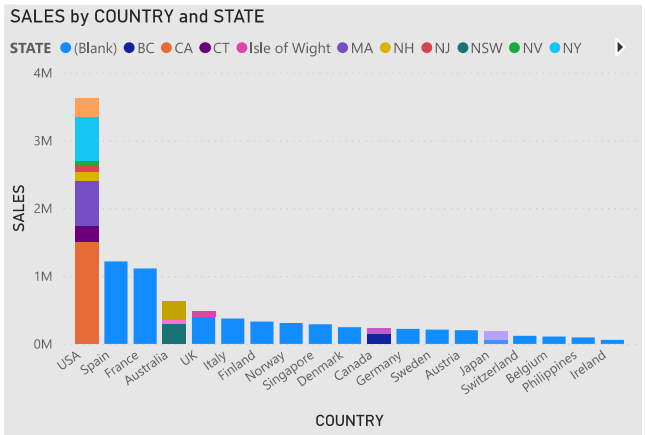 SALES by COUNTRY and STATE
STATE (Blank) BC CA CT Isle of Wight MA NH NJ NSW NV NY
4M
3M
2M
1M
0M
SALES
USA Spain France Australia UK Italy Finland Norway Singapore Denmark Canada Germany Sweden Austria Japan Switzerland Belgium Philippines Ireland
COUNTRY